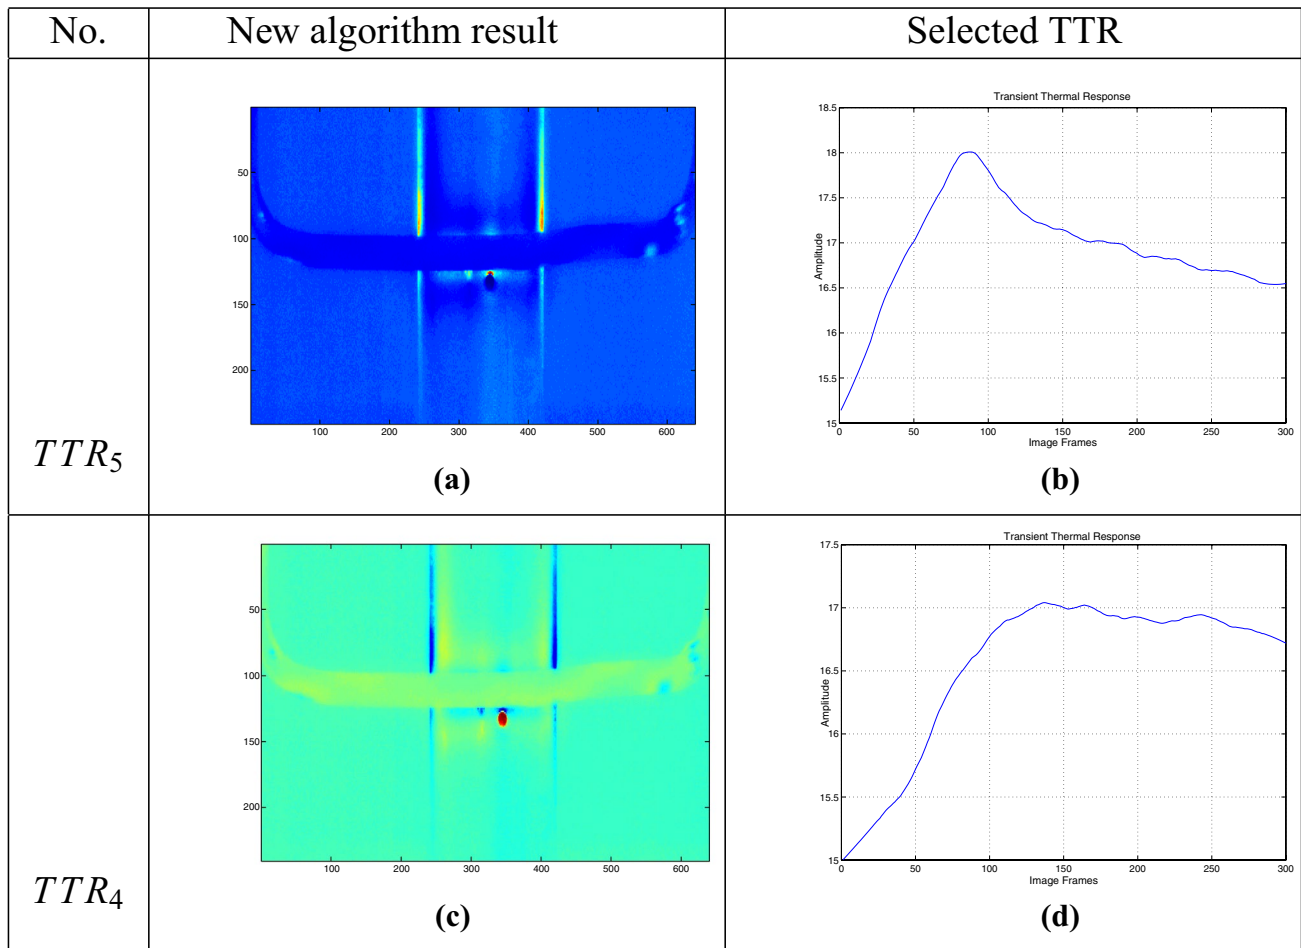 No. New algorithm result Selected TTR
Transient Thermal Response
18.5
18
17.5
17
16.5
16
15.5
15
Amplitude
0 50 100 150 200 250 300
Image Frames
50
100
150
200
100 200 300 400 500 600
TTR5
(a) (b)
Transient Thermal Response
17.5
17
16.5
16
15.5
15
Amplitude
0 50 100 150 200 250 300
Image Frames
50
100
150
200
100 200 300 400 500 600
TTR4
(c) (d)